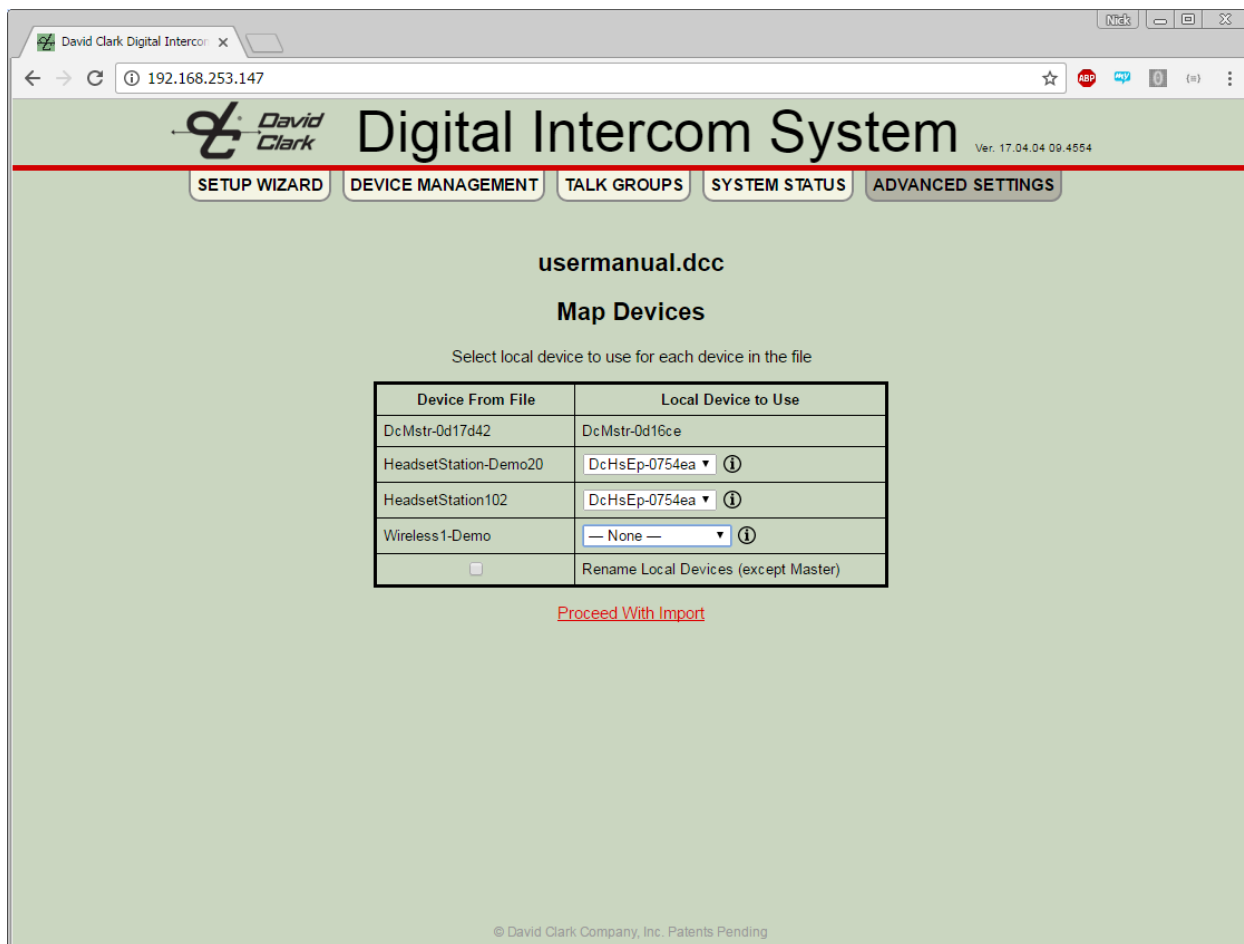 Nick
David Clark Digital Intercor
192.168.253.147
ABP
David
Clark
Digital Intercom System
Ver. 17.04.04 09.4554
SETUP WIZARD
DEVICE MANAGEMENT
TALK GROUPS
SYSTEM STATUS
ADVANCED SETTINGS
usermanual.dcc
Map Devices
Select local device to use for each device in the file
Device From File Local Device to Use
DcMstr-0d17d42 DcMstr-0d16ce
HeadsetStation-Demo20 DcHsEp-0754ea
HeadsetStation102 DcHsEp-0754ea
Wireless1-Demo — None —
Rename Local Devices (except Master)
Proceed With Import
© David Clark Company, Inc. Patents Pending